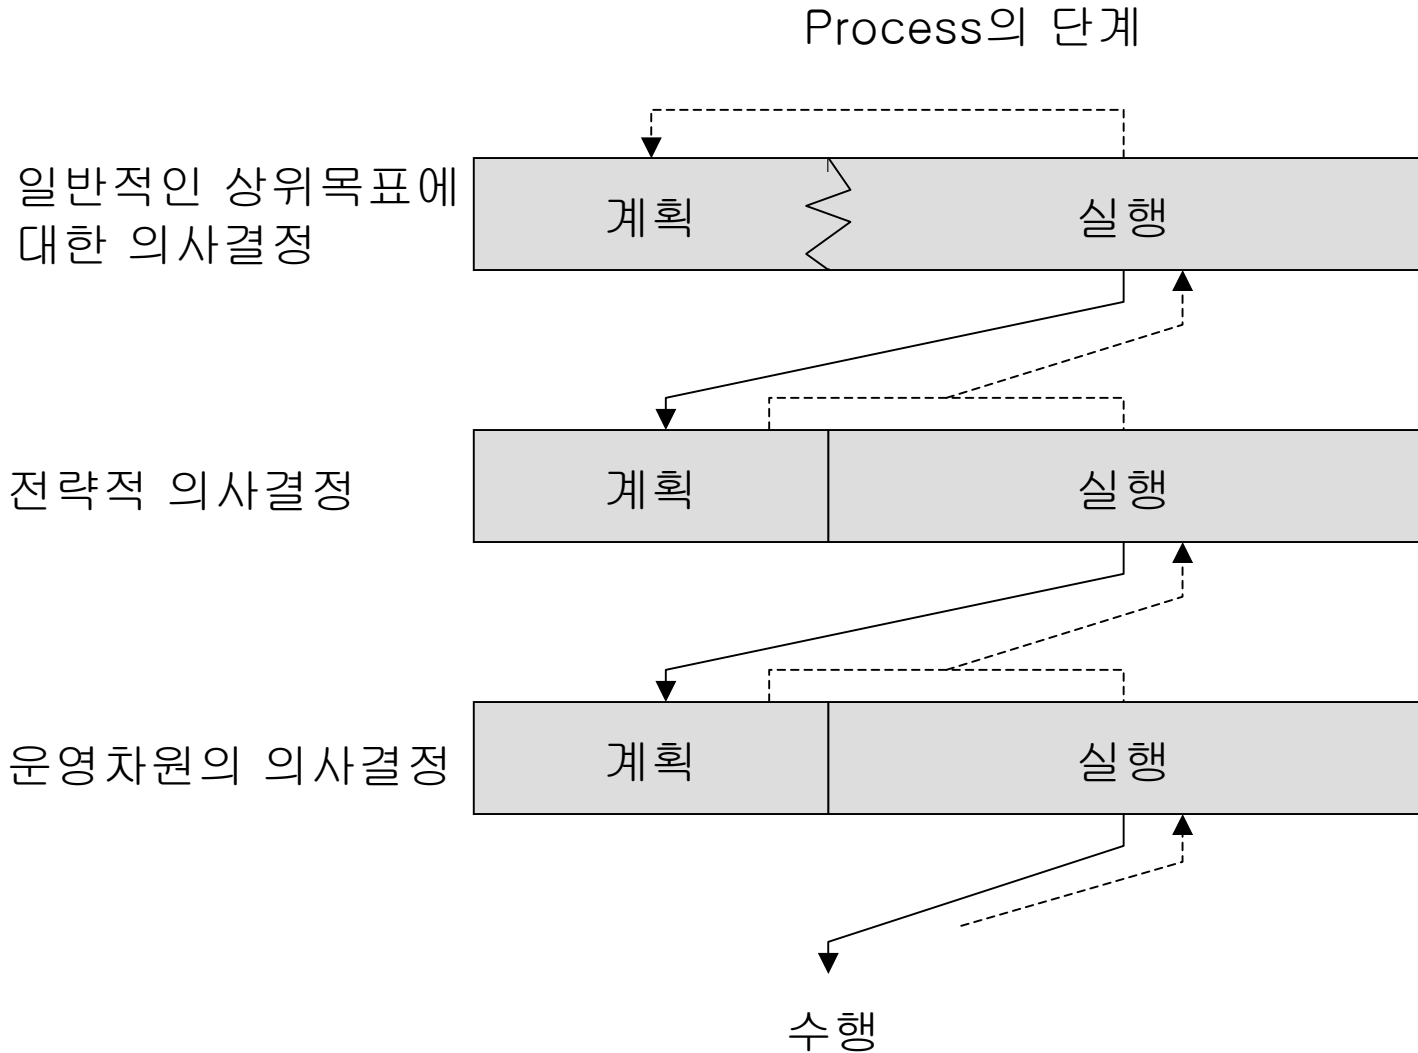 Process의 단계
일반적인 상위목표에
대한 의사결정
계획
실행
전략적 의사결정
계획
실행
운영차원의 의사결정
계획
실행
수행